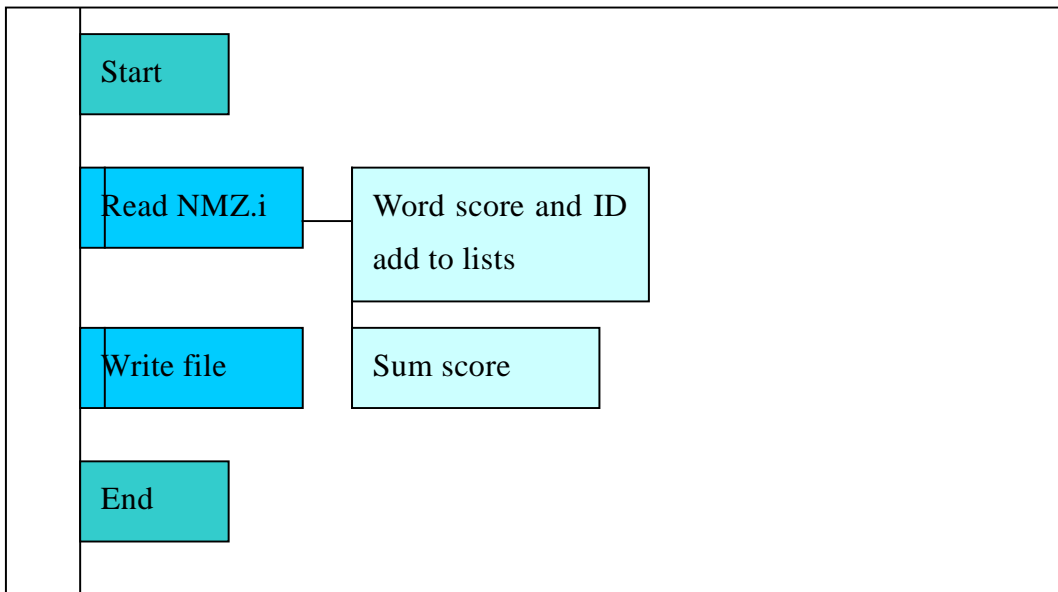 Start
Read NMZ.i
Word score and ID
add to lists
Write file
Sum score
End